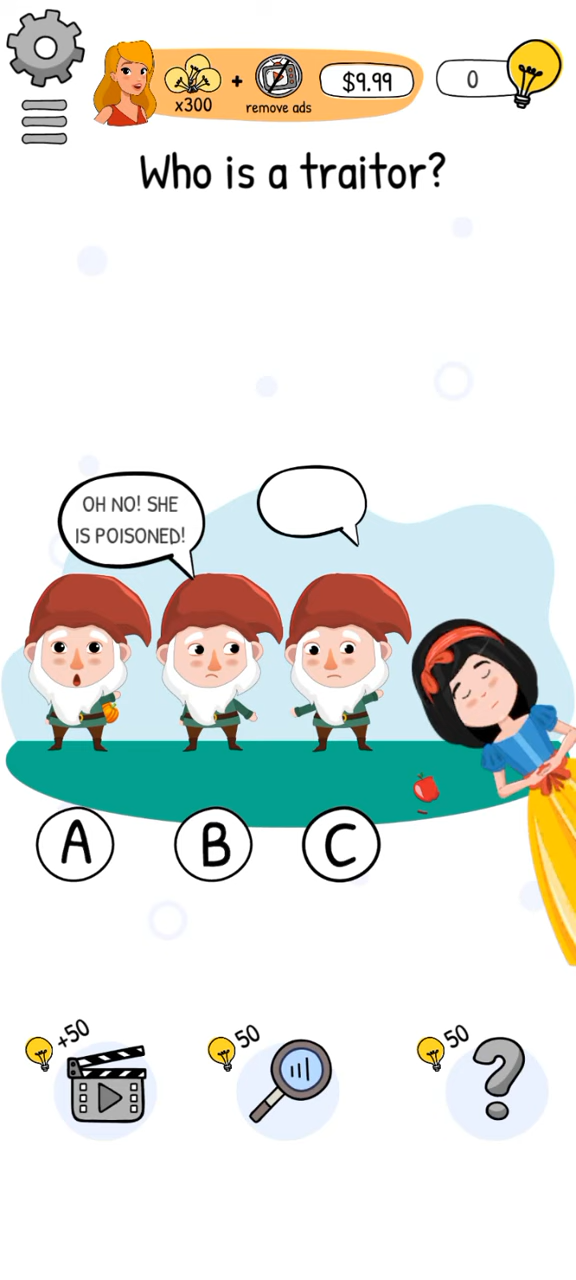 x300
+
remove ads
$9.99
0
Who is a traitor?
OH NO! SHE
IS POISONED!
A
B
C
+50
50
50
?